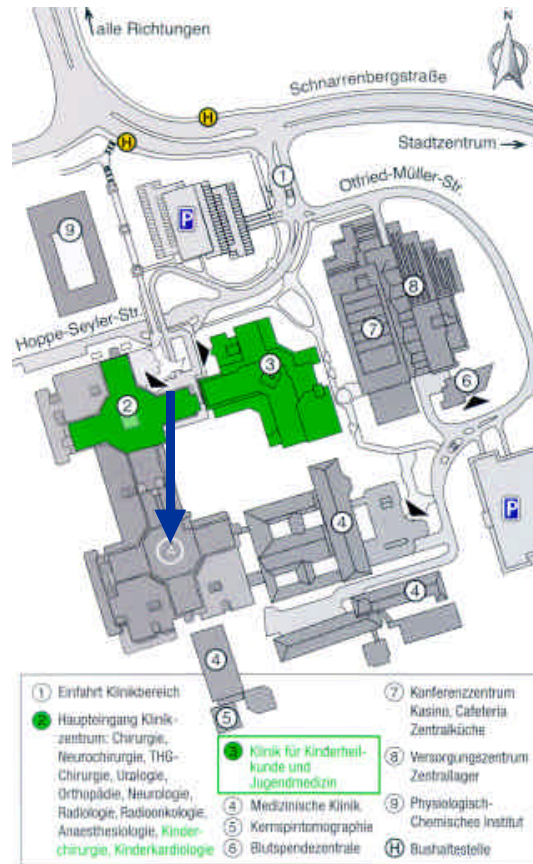 N
alle Richtungen
Schnarrenbergstraße
H
H
Stadtzentrum
1
Otfried-Müller-Str.
P
9
8
7
Hoppe-Seyler-Str.
3
6
2
P
4
A
4
4
5
1 Einfahrt Klinikbereich
2 Haupteingang Klinik-
zentrum: Chirurgie,
Neurochirurgie, THG-
Chirurgie, Urologie,
Orthopädie, Neurologie,
Radiologie, Radioonkologie,
Anaesthesiologie, Kinder-
chirurgie, Kinderkardiologie
3 Klinik für Kinderheil-
kunde und
Jugendmedizin
4 Medizinische Klinik
5 Kernspintomographie
6 Blutspendezentrale
7 Konferenzzentrum
Kasino, Cafeteria
Zentralküche
8 Versorgungszentrum
Zentrallager
9 Physiologisch-
Chemisches Institut
H Bushaltestelle